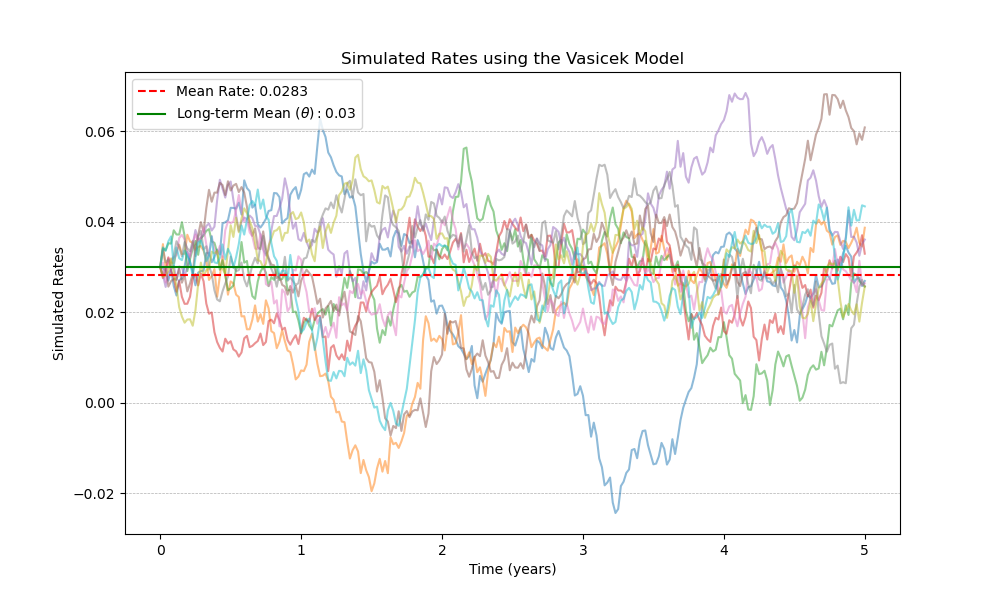 Simulated Rates using the Vasicek Model
Mean Rate: 0.0283
Long-term Mean (θ) : 0.03
Simulated Rates
0.06
0.04
0.02
0.00
−0.02
0 1 2 3 4 5
Time (years)